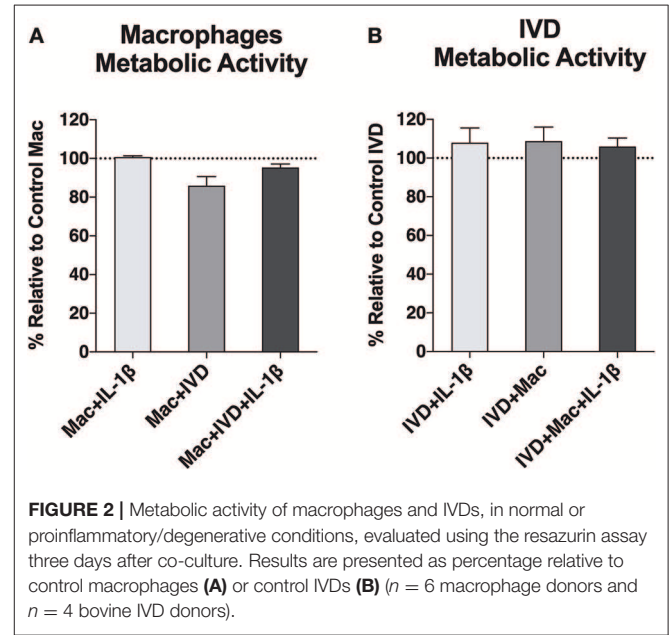 A
Macrophages
Metabolic Activity
% Relative to Control Mac
120
100
80
60
40
20
0
Mac+IL-1β
Mac+IVD
Mac+IVD+IL-1β
B
IVD
Metabolic Activity
% Relative to Control IVD
120
100
80
60
40
20
0
IVD+IL-1β
IVD+Mac
IVD+Mac+IL-1β
FIGURE 2 | Metabolic activity of macrophages and IVDs, in normal or
proinflammatory/degenerative conditions, evaluated using the resazurin assay
three days after co-culture. Results are presented as percentage relative to
control macrophages (A) or control IVDs (B) (n = 6 macrophage donors and
n = 4 bovine IVD donors).